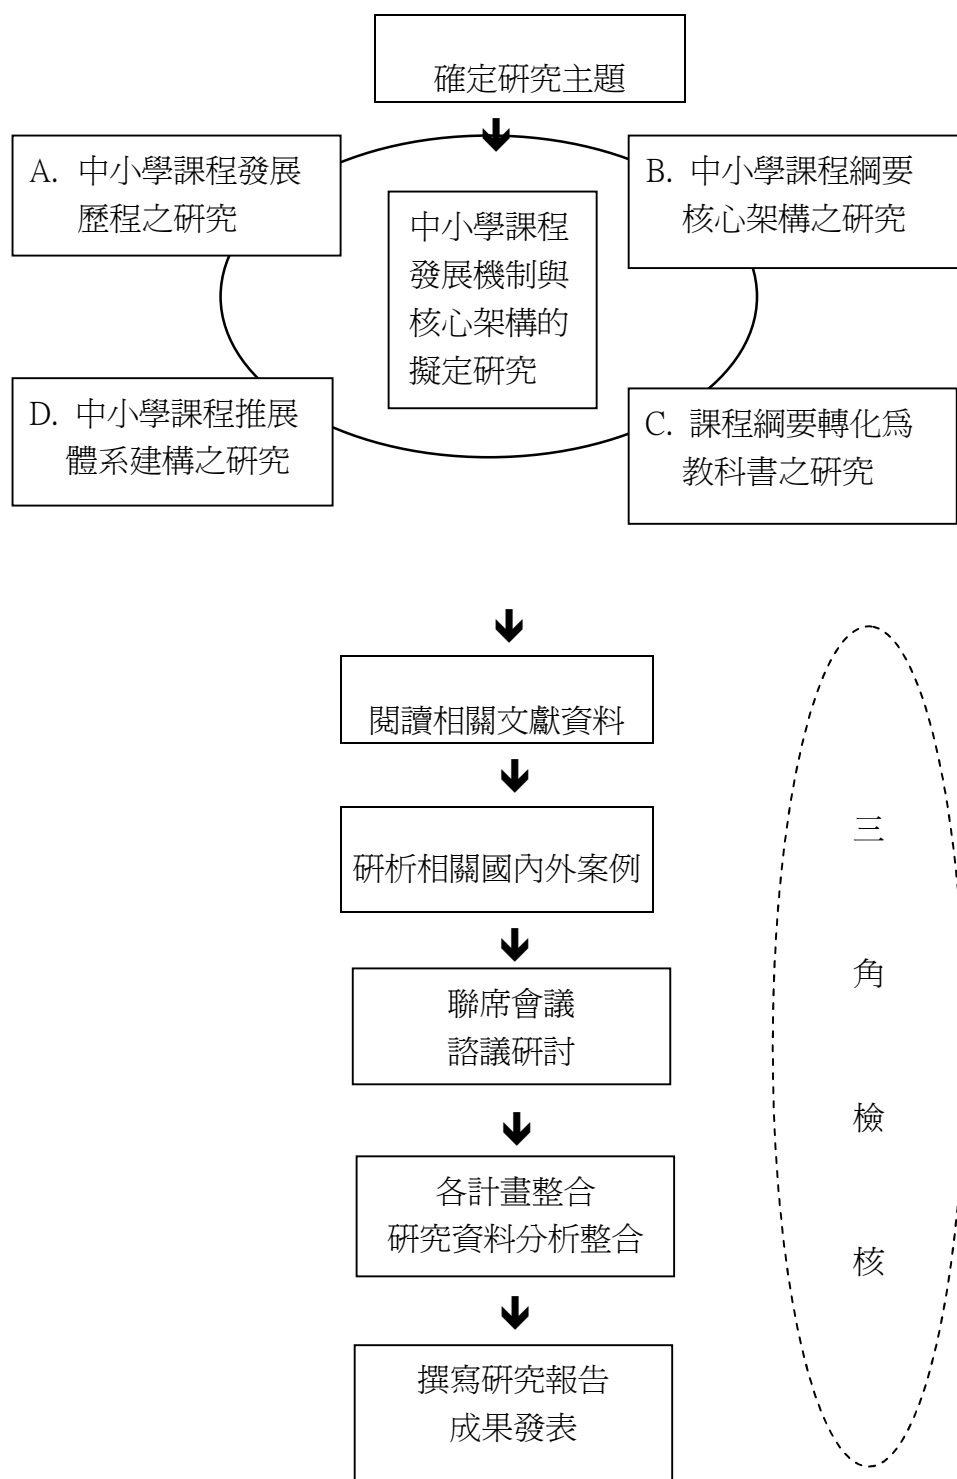 確定研究主題
A. 中小學課程發展
歷程之研究
B. 中小學課程綱要
核心架構之研究
中小學課程
發展機制與
核心架構的
擬定研究
D. 中小學課程推展
體系建構之研究
C. 課程綱要轉化為
教科書之研究
閱讀相關文獻資料
研析相關國內外案例
聯席會議
諮議研討
各計畫整合
研究資料分析整合
撰寫研究報告
成果發表
三
角
檢
核